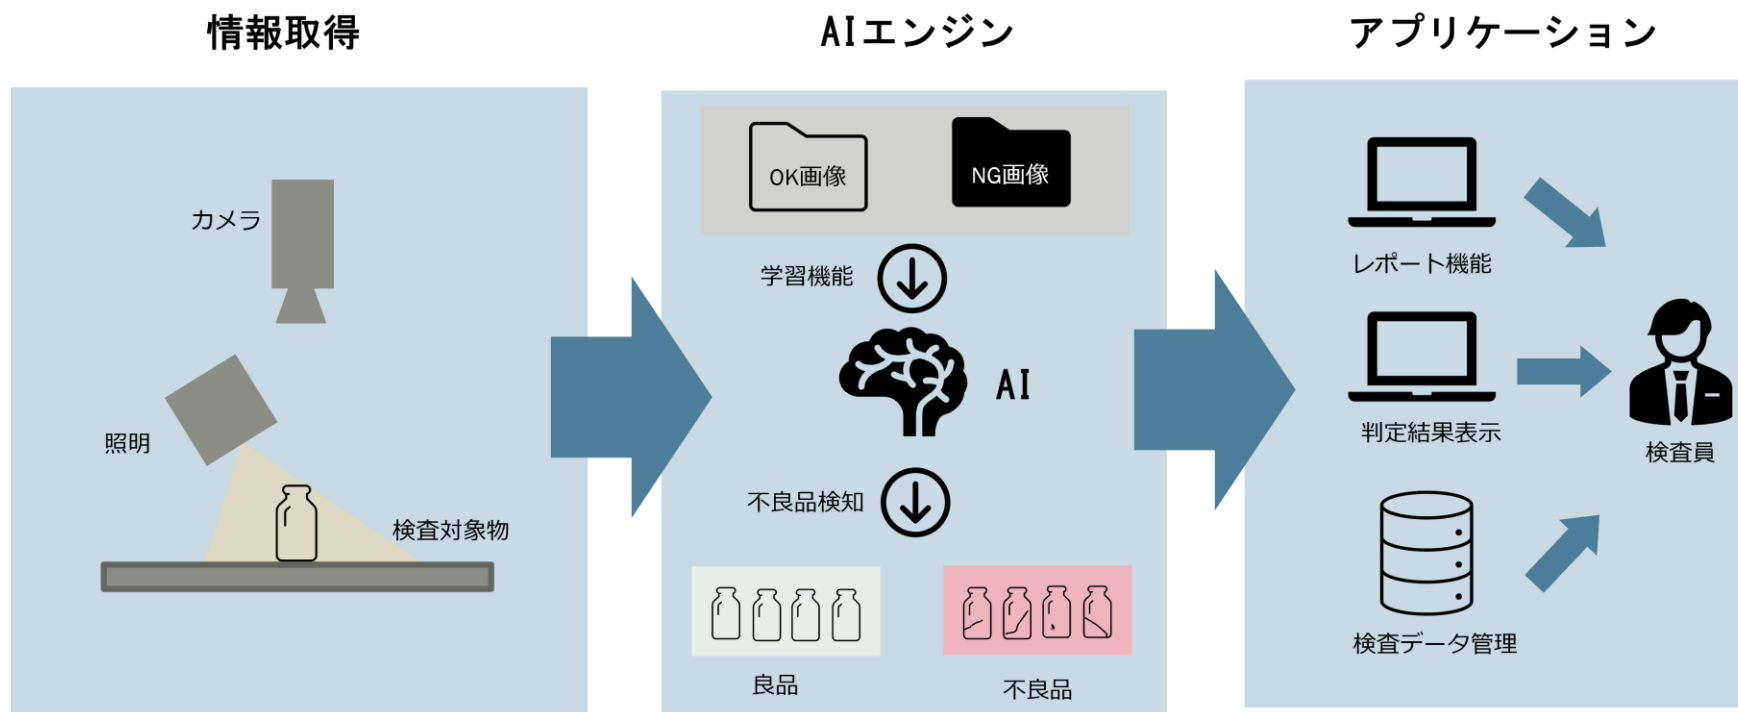 情報取得
カメラ
照明
検査対象物
AIエンジン
OK画像
NG画像
学習機能
AI
不良品検知
良品
不良品
アプリケーション
レポート機能
判定結果表示
検査員
検査データ管理